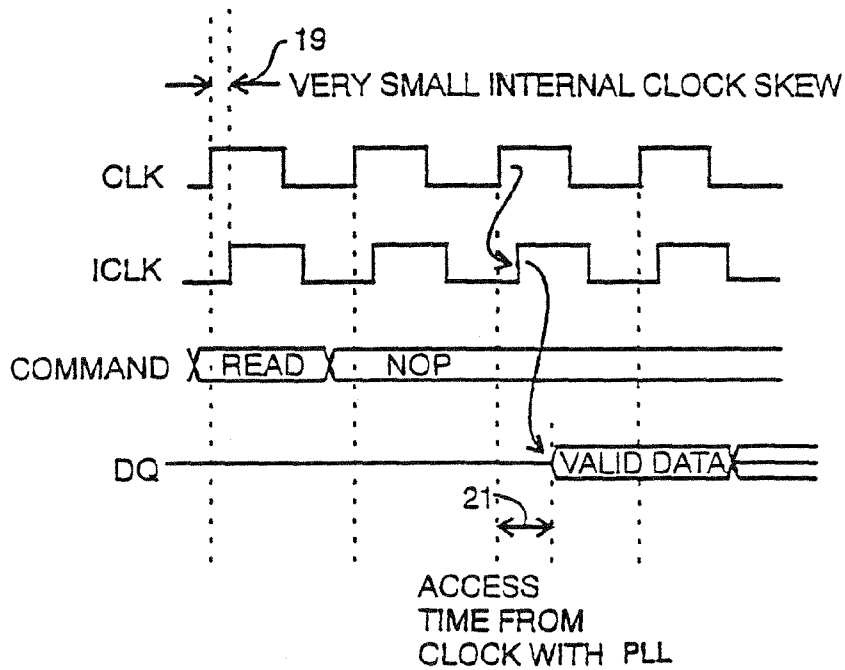 19
VERY SMALL INTERNAL CLOCK SKEW
CLK
ICLK
COMMAND READ NOP
DQ VALID DATA
21
ACCESS
TIME FROM
CLOCK WITH PLL